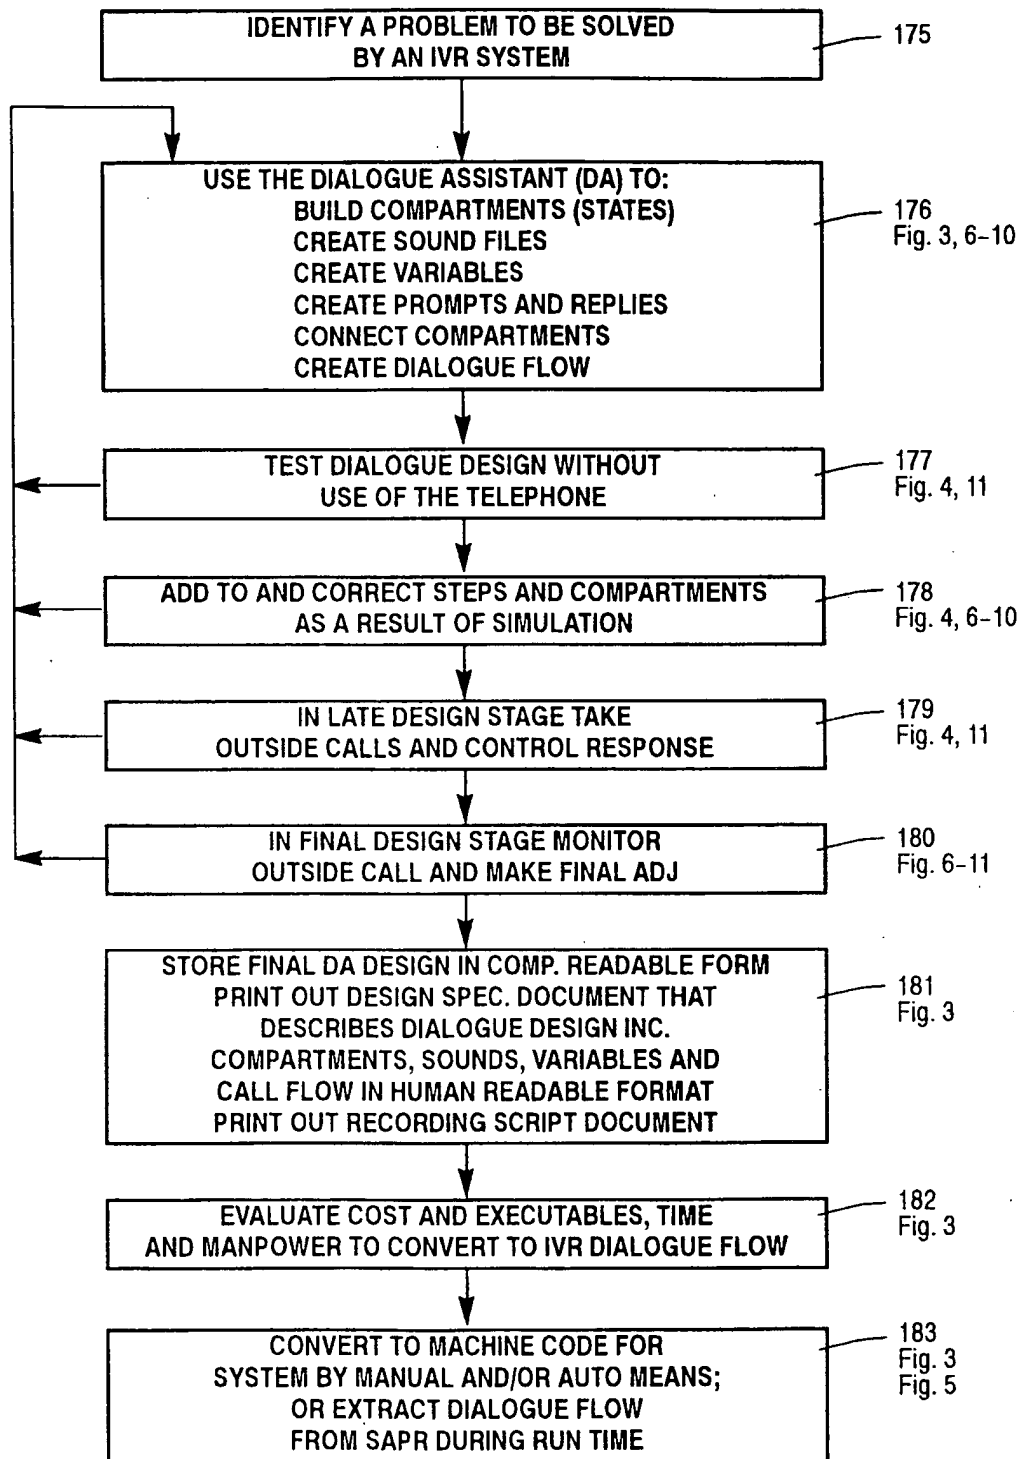 IDENTIFY A PROBLEM TO BE SOLVED
BY AN IVR SYSTEM
175
USE THE DIALOGUE ASSISTANT (DA) TO:
BUILD COMPARTMENTS (STATES)
CREATE SOUND FILES
CREATE VARIABLES
CREATE PROMPTS AND REPLIES
CONNECT COMPARTMENTS
CREATE DIALOGUE FLOW
176
Fig. 3, 6-10
TEST DIALOGUE DESIGN WITHOUT
USE OF THE TELEPHONE
177
Fig. 4, 11
ADD TO AND CORRECT STEPS AND COMPARTMENTS
AS A RESULT OF SIMULATION
178
Fig. 4, 6-10
IN LATE DESIGN STAGE TAKE
OUTSIDE CALLS AND CONTROL RESPONSE
179
Fig. 4, 11
IN FINAL DESIGN STAGE MONITOR
OUTSIDE CALL AND MAKE FINAL ADJ
180
Fig. 6-11
STORE FINAL DA DESIGN IN COMP. READABLE FORM
PRINT OUT DESIGN SPEC. DOCUMENT THAT
DESCRIBES DIALOGUE DESIGN INC.
COMPARTMENTS, SOUNDS, VARIABLES AND
CALL FLOW IN HUMAN READABLE FORMAT
PRINT OUT RECORDING SCRIPT DOCUMENT
181
Fig. 3
EVALUATE COST AND EXECUTABLES, TIME
AND MANPOWER TO CONVERT TO IVR DIALOGUE FLOW
182
Fig. 3
CONVERT TO MACHINE CODE FOR
SYSTEM BY MANUAL AND/OR AUTO MEANS;
OR EXTRACT DIALOGUE FLOW
FROM SAPR DURING RUN TIME
183
Fig. 3
Fig. 5